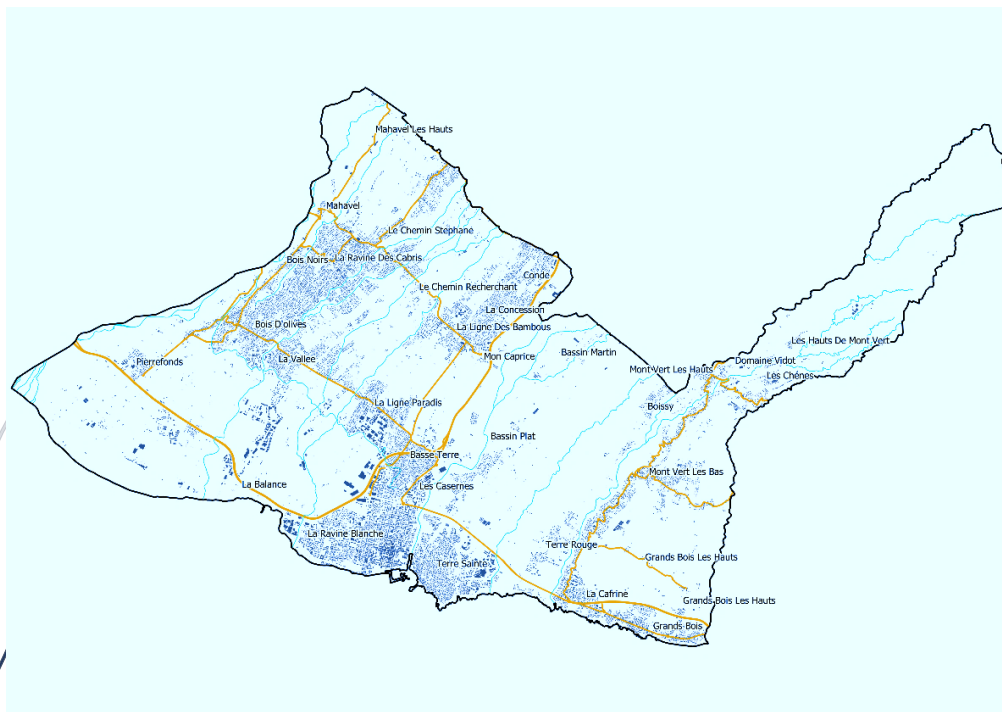 Mahavel Les Hauts
Mahavel
Le Chemin Stephane
Bois Noirs
La Ravine Des Cabris
Conde
Le Chemin Recherchant
La Concession
Bois D'olives
La Ligne Des Bambous
Les Hauts De Mont Vert
Pierrefonds
La Vallee
Mon Caprice
Bassin Martin
Domaine Vidot
Mont Vert Les Hauts
Les Chênes
La Ligne Paradis
Boissy
Bassin Plat
Basse Terre
Mont Vert Les Bas
La Balance
Les Casernes
La Ravine Blanche
Terre Rouge
Terre Sainte
Grands Bois Les Hauts
La Cafrine
Grands Bois Les Hauts
Grands Bois